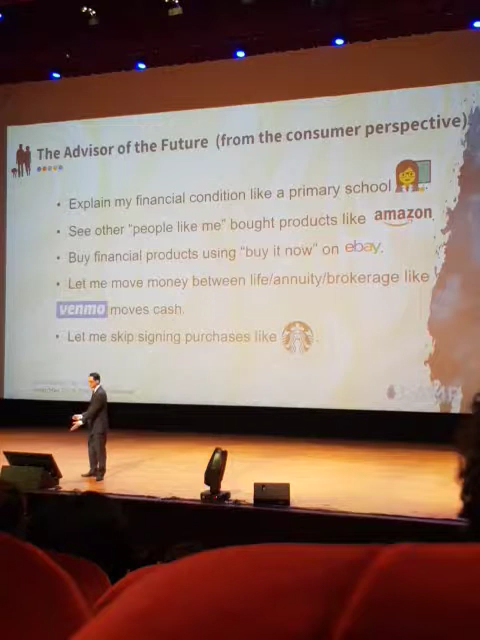 The Advisor of the Future (from the consumer perspective)
• Explain my financial condition like a primary school
• See other "people like me" bought products like amazon
• Buy financial products using "buy it now" on ebay.
• Let me move money between life/annuity/brokerage like
venmo moves cash.
• Let me skip signing purchases like .